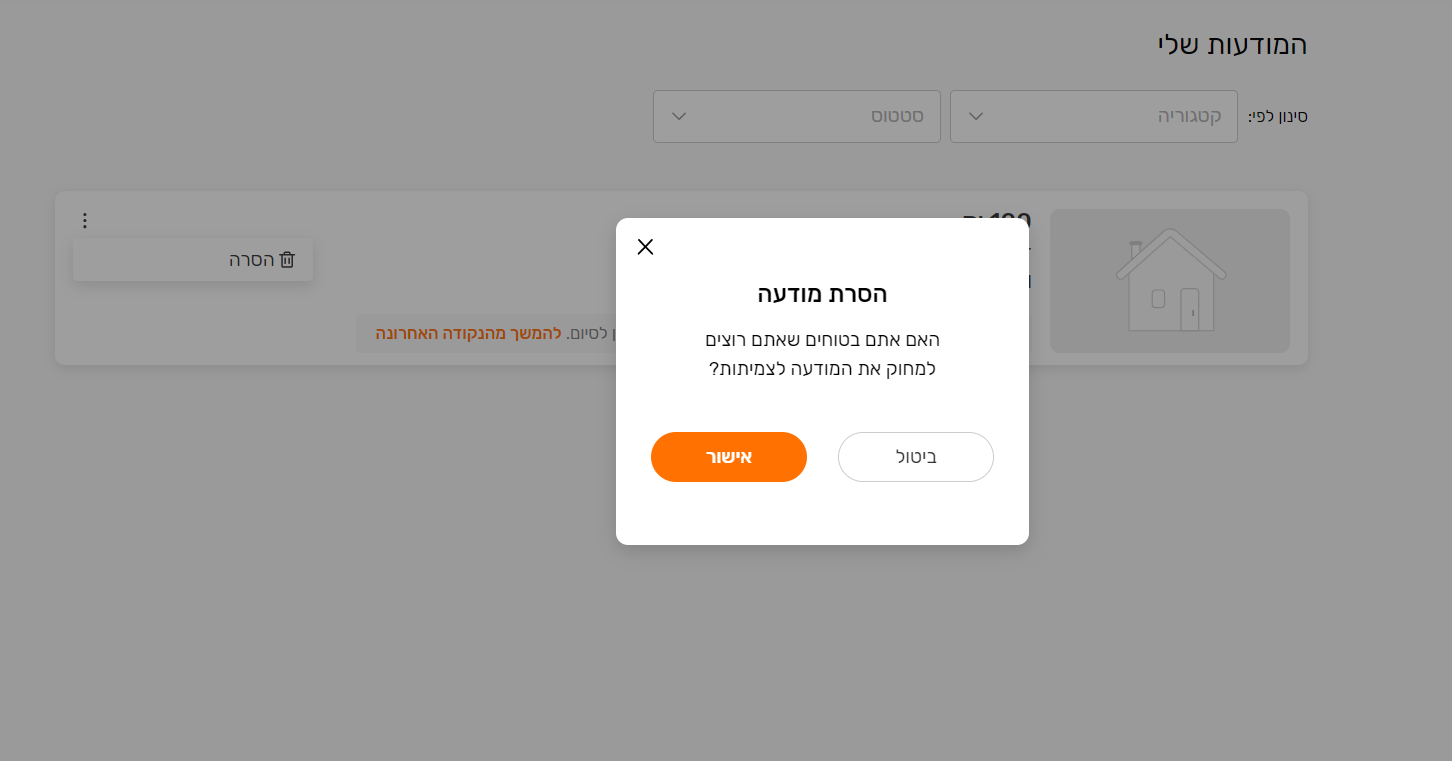 המודעות שלי
סינון לפי:
קטגוריה
סטטוס
הסרה
לסיום. להמשך מהנקודה האחרונה
הסרת מודעה
האם אתם בטוחים שאתם רוצים
למחוק את המודעה לצמיתות?
ביטול
אישור